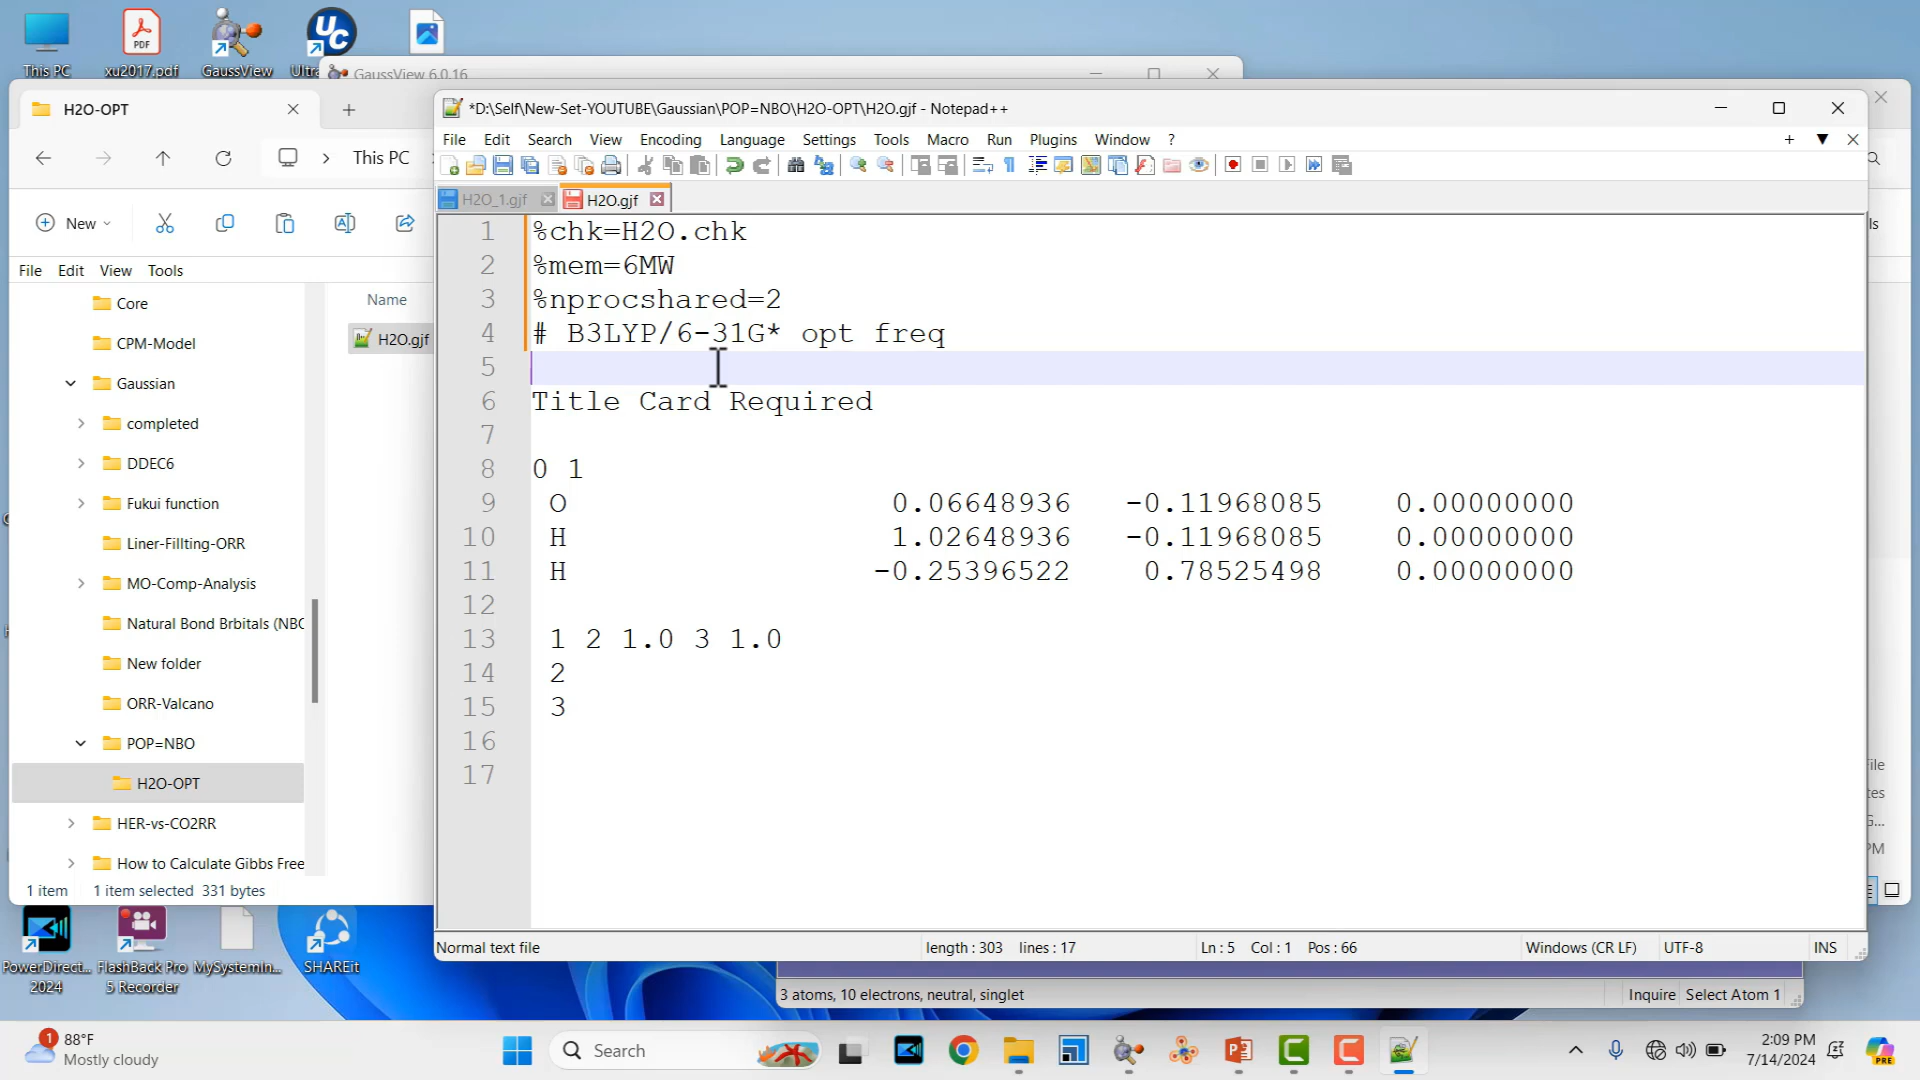 This PC
xu2017.pdf
GaussView
GaussView 6.0.16
H2O-OPT
This PC
New
File Edit View Tools
Name
H2O.gjf
Core
CPM-Model
Gaussian
completed
DDEC6
Fukui function
Liner-Fillting-ORR
MO-Comp-Analysis
Natural Bond Brbitals (NBO
New folder
ORR-Valcano
POP=NBO
H2O-OPT
HER-vs-CO2RR
How to Calculate Gibbs Free
1 item 1 item selected 331 bytes
*D:\Self\New-Set-YOUTUBE\Gaussian\POP=NBO\H2O-OPT\H2O.gjf - Notepad++
File Edit Search View Encoding Language Settings Tools Macro Run Plugins Window ?
H2O_1.gjf H2O.gjf
1 %chk=H2O.chk
2 %mem=6MW
3 %nprocshared=2
4 # B3LYP/6-31G* opt freq
5
6 Title Card Required
7
8 0 1
9 O 0.06648936 -0.11968085 0.00000000
10 H 1.02648936 -0.11968085 0.00000000
11 H -0.25396522 0.78525498 0.00000000
12
13 1 2 1.0 3 1.0
14 2
15 3
16
17
Normal text file length : 303 lines : 17 Ln : 5 Col : 1 Pos : 66 Windows (CR LF) UTF-8 INS
3 atoms, 10 electrons, neutral, singlet Inquire Select Atom 1
PowerDirect... 2024
FlashBack Pro 5 Recorder
MySystemin...
SHAREit
88°F
Mostly cloudy
Search
2:09 PM
7/14/2024